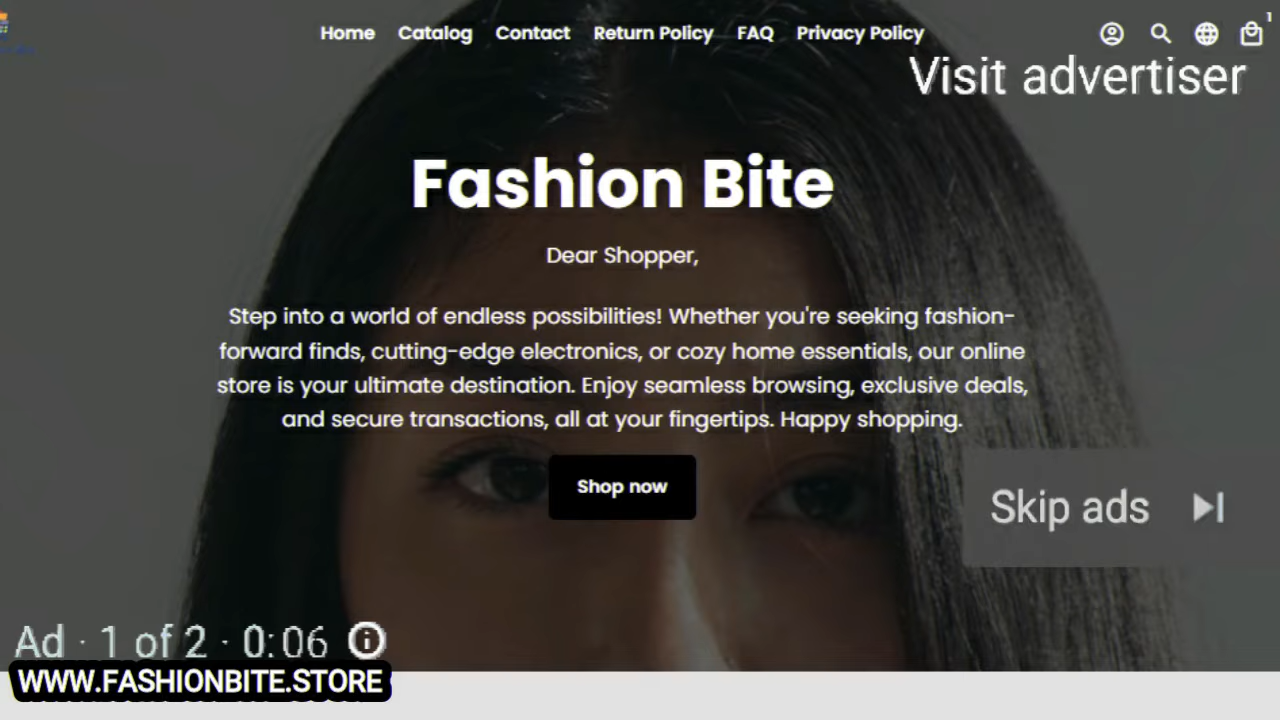 Home Catalog Contact Return Policy FAQ Privacy Policy
1
Visit advertiser
Fashion Bite
Dear Shopper,
Step into a world of endless possibilities! Whether you're seeking fashion-
forward finds, cutting-edge electronics, or cozy home essentials, our online
store is your ultimate destination. Enjoy seamless browsing, exclusive deals,
and secure transactions, all at your fingertips. Happy shopping.
Shop now
Skip ads
Ad · 1 of 2 · 0:06
WWW.FASHIONBITE.STORE